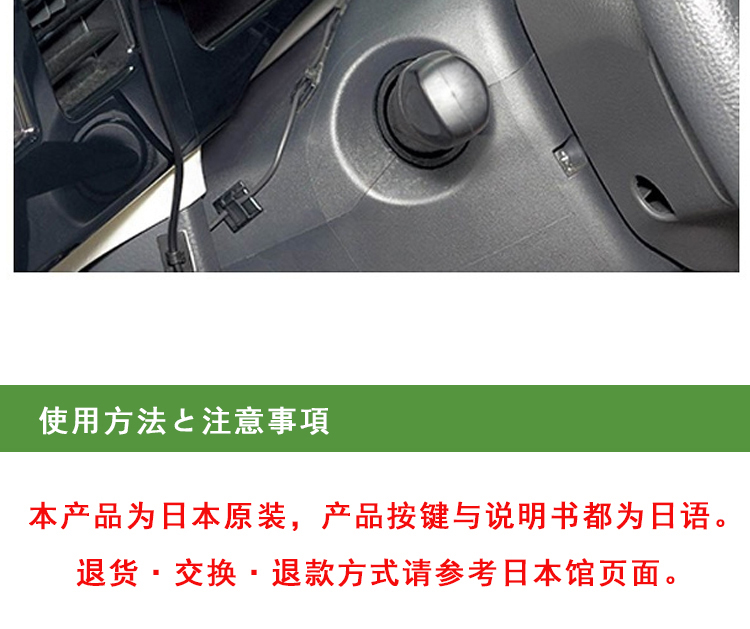 使用方法と注意事項
本产品为日本原装，产品按键与说明书都为日语。
退货・交换・退款方式请参考日本馆页面。